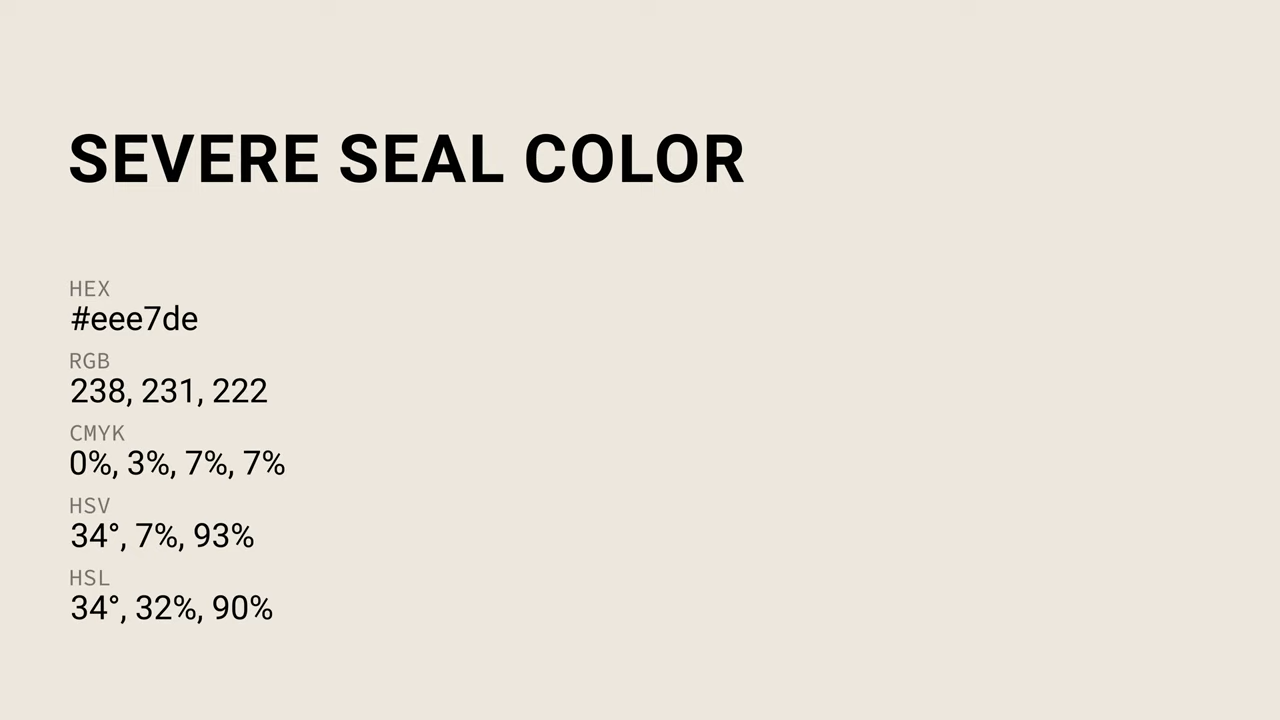 SEVERE SEAL COLOR
HEX
#eee7de
RGB
238, 231, 222
CMYK
0%, 3%, 7%, 7%
HSV
34°, 7%, 93%
HSL
34°, 32%, 90%